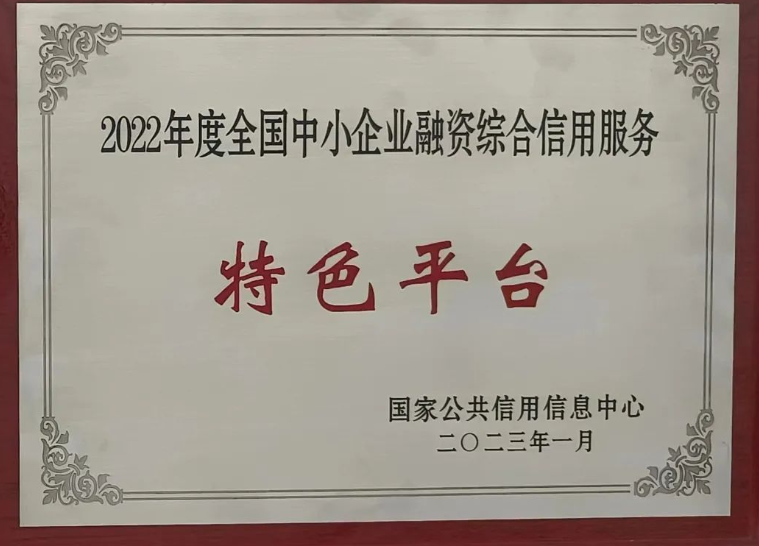 2022年度全国中小企业融资综合信用服务
特色平台
国家公共信用信息中心
二〇二三年一月